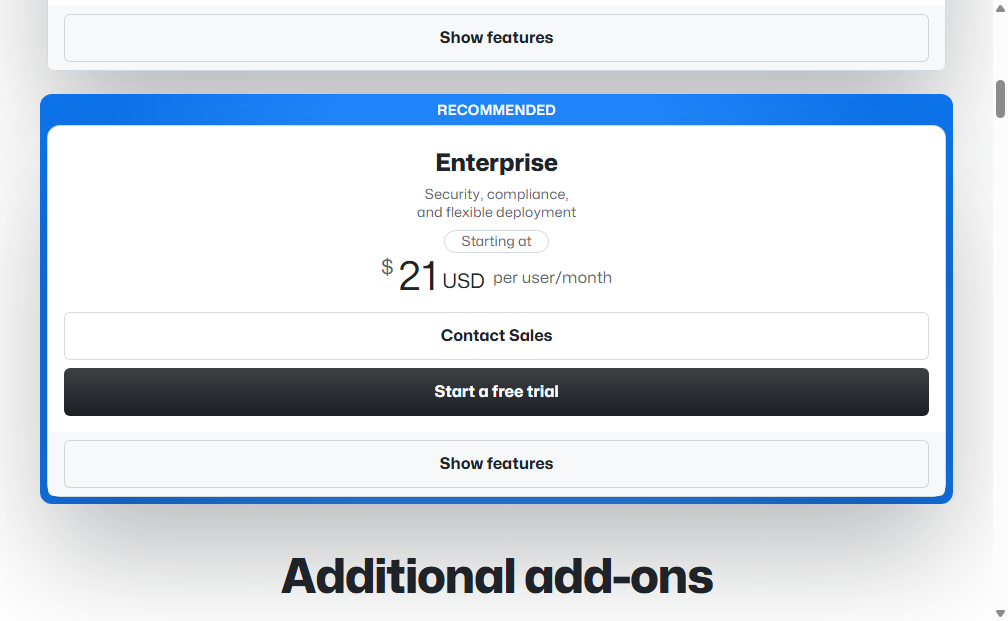 Show features
RECOMMENDED
Enterprise
Security, compliance,
and flexible deployment
Starting at
$ 21 USD per user/month
Contact Sales
Start a free trial
Show features
Additional add-ons